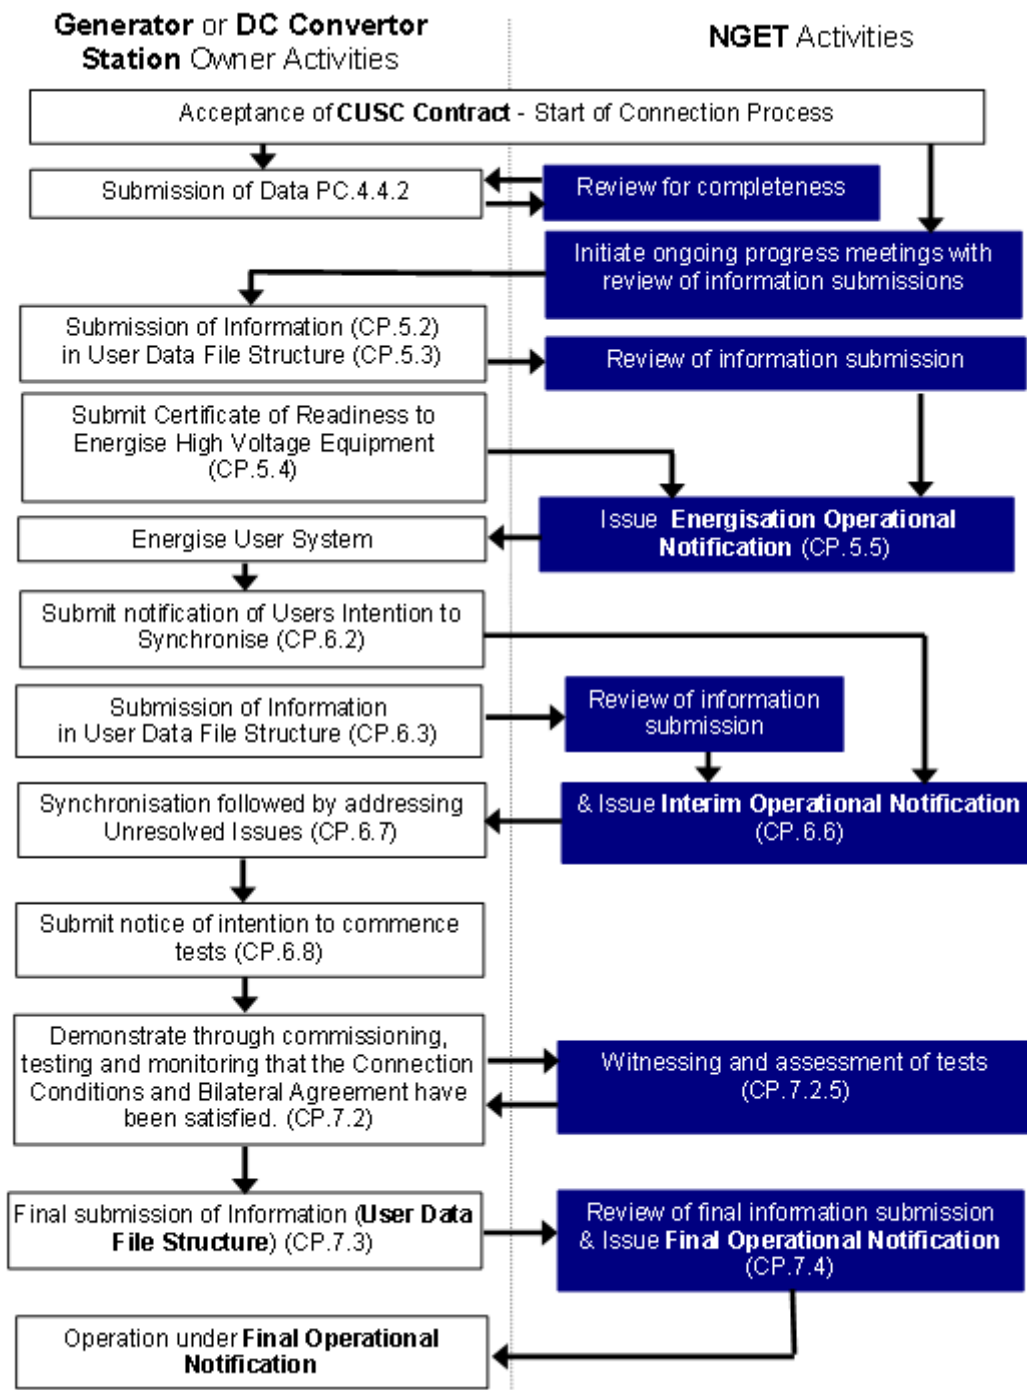 Generator or DC Convertor
Station Owner Activities
NGET Activities
Acceptance of CUSC Contract - Start of Connection Process
Submission of Data PC.4.4.2
Review for completeness
Initiate ongoing progress meetings with
review of information submissions
Submission of Information (CP.5.2)
in User Data File Structure (CP.5.3)
Review of information submission
Submit Certificate of Readiness to
Energise High Voltage Equipment
(CP.5.4)
Issue Energisation Operational
Notification (CP.5.5)
Energise User System
Submit notification of Users Intention to
Synchronise (CP.6.2)
Submission of Information
in User Data File Structure (CP.6.3)
Review of information
submission
Synchronisation followed by addressing
Unresolved Issues (CP.6.7)
& Issue Interim Operational Notification
(CP.6.6)
Submit notice of intention to commence
tests (CP.6.8)
Demonstrate through commissioning,
testing and monitoring that the Connection
Conditions and Bilateral Agreement have
been satisfied. (CP.7.2)
Witnessing and assessment of tests
(CP.7.2.5)
Final submission of Information (User Data
File Structure) (CP.7.3)
Review of final information submission
& Issue Final Operational Notification
(CP.7.4)
Operation under Final Operational
Notification